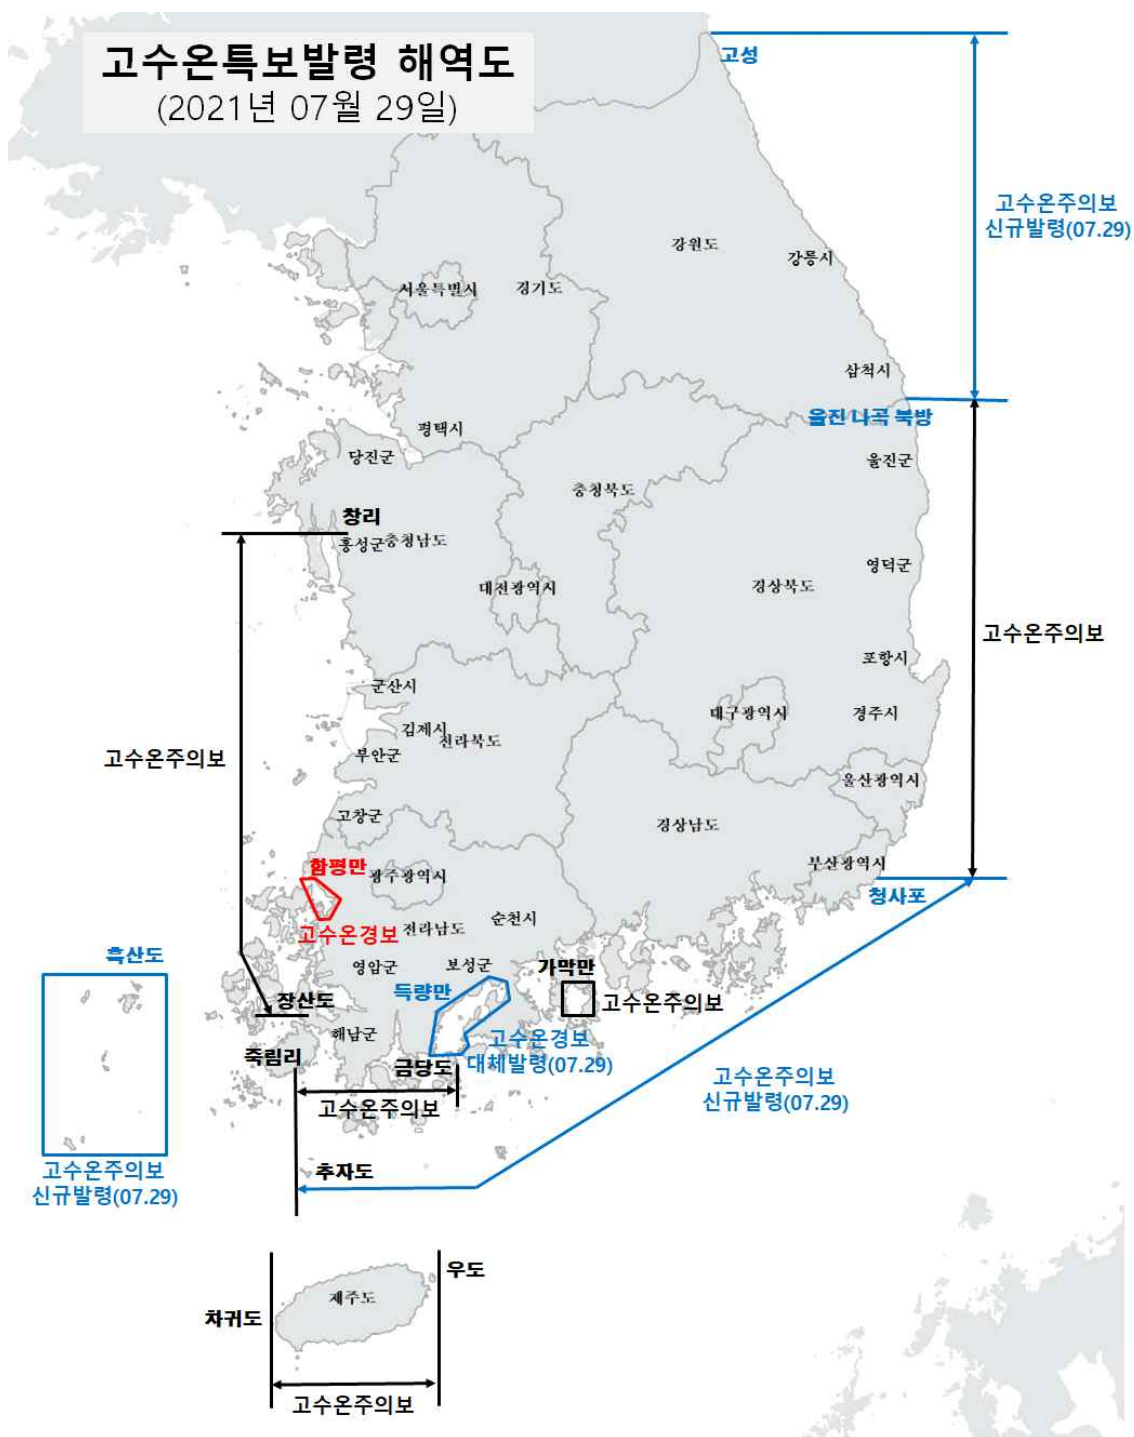 고수온특보발령 해역도
(2021년 07월 29일)
고성
고수온주의보
신규발령(07.29)
강원도
강릉시
서울특별시
경기도
삼척시
울진 나곡 북방
평택시
당진군
울진군
충청북도
창리
홍성군
충청남도
영덕군
대전광역시
경상북도
고수온주의보
포항시
군산시
대구광역시
경주시
김제시
전라북도
고수온주의보
부안군
울산광역시
고창군
경상남도
부산광역시
함평만
광주광역시
청사포
순천시
고수온경보
전라남도
흑산도
영암군
보성군
가막만
득량만
장산도
고수온주의보
해남군
고수온경보
대체발령(07.29)
죽림리
금당도
고수온주의보
신규발령(07.29)
고수온주의보
고수온주의보
신규발령(07.29)
추자도
우도
제주도
차귀도
고수온주의보